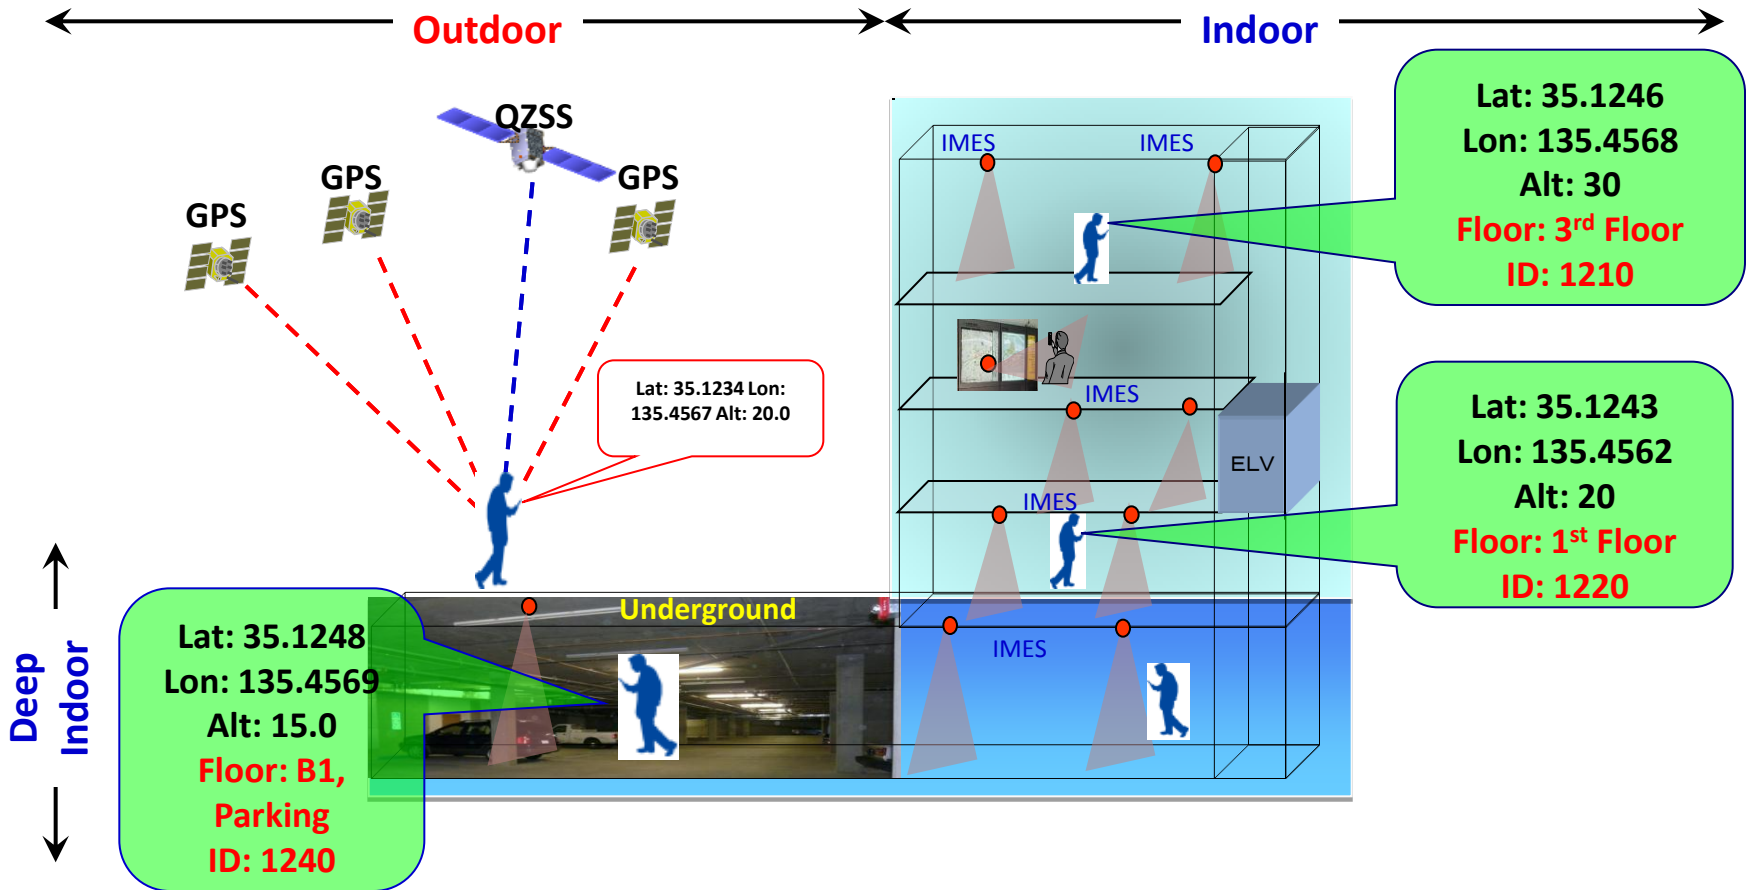 Outdoor
Indoor
QZSS
GPS
GPS
GPS
Lat: 35.1234 Lon:
135.4567 Alt: 20.0
IMES
IMES
Lat: 35.1246
Lon: 135.4568
Alt: 30
Floor: 3rd Floor
ID: 1210
IMES
ELV
IMES
Lat: 35.1243
Lon: 135.4562
Alt: 20
Floor: 1st Floor
ID: 1220
Deep
Indoor
Underground
IMES
Lat: 35.1248
Lon: 135.4569
Alt: 15.0
Floor: B1,
Parking
ID: 1240